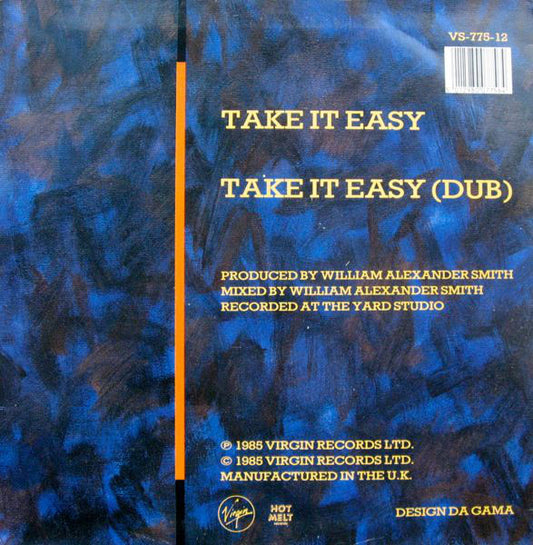 VS-775-12
TAKE IT EASY
TAKE IT EASY (DUB)
PRODUCED BY WILLIAM ALEXANDER SMITH
MIXED BY WILLIAM ALEXANDER SMITH
RECORDED AT THE YARD STUDIO
℗ 1985 VIRGIN RECORDS LTD.
© 1985 VIRGIN RECORDS LTD.
MANUFACTURED IN THE U.K.
Virgin
HOT
MELT
DESIGN DA GAMA